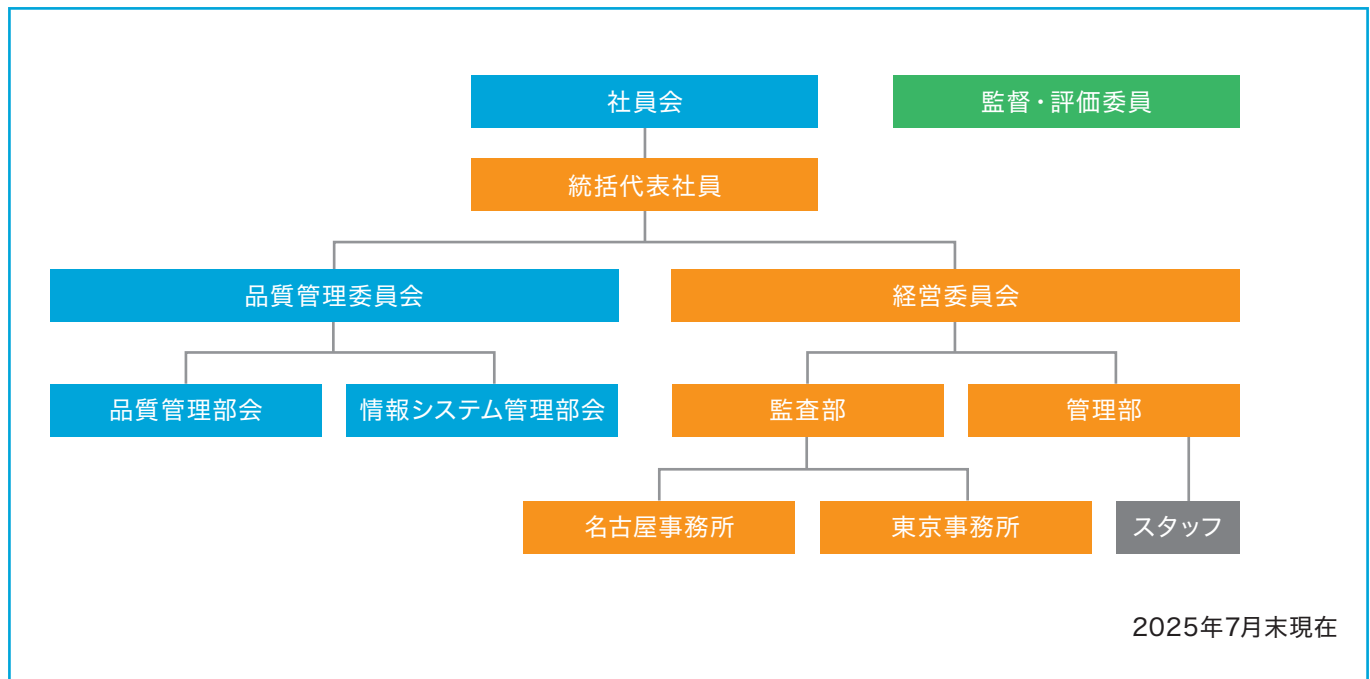 社員会
監督・評価委員
統括代表社員
品質管理委員会
経営委員会
品質管理部会
情報システム管理部会
監査部
管理部
名古屋事務所
東京事務所
スタッフ
2025年7月末現在